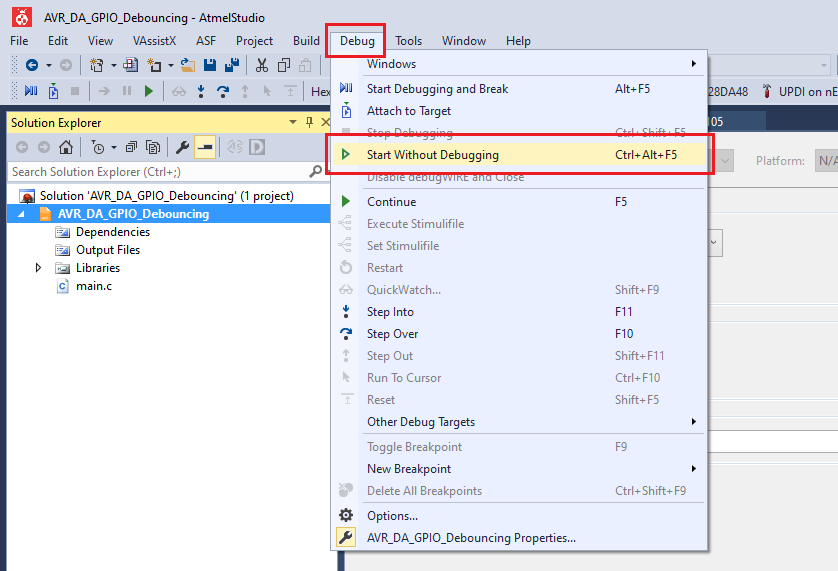 AVR_DA_GPIO_Debouncing - AtmelStudio
File Edit View VAssistX ASF Project Build Debug Tools Window Help
Hex
28DA48 UPDI on nE
Solution Explorer
Search Solution Explorer (Ctrl+;)
Solution 'AVR_DA_GPIO_Debouncing' (1 project)
AVR_DA_GPIO_Debouncing
Dependencies
Output Files
Libraries
main.c
Windows
Start Debugging and Break Alt+F5
Attach to Target
Stop Debugging Ctrl+Shift+F5
Start Without Debugging Ctrl+Alt+F5
Disable debugWIRE and Close
Continue F5
Execute Stimulifile
Set Stimulifile
Restart
QuickWatch... Shift+F9
Step Into F11
Step Over F10
Step Out Shift+F11
Run To Cursor Ctrl+F10
Reset Shift+F5
Other Debug Targets
Toggle Breakpoint F9
New Breakpoint
Delete All Breakpoints Ctrl+Shift+F9
Options...
AVR_DA_GPIO_Debouncing Properties...
105
Platform: N/A